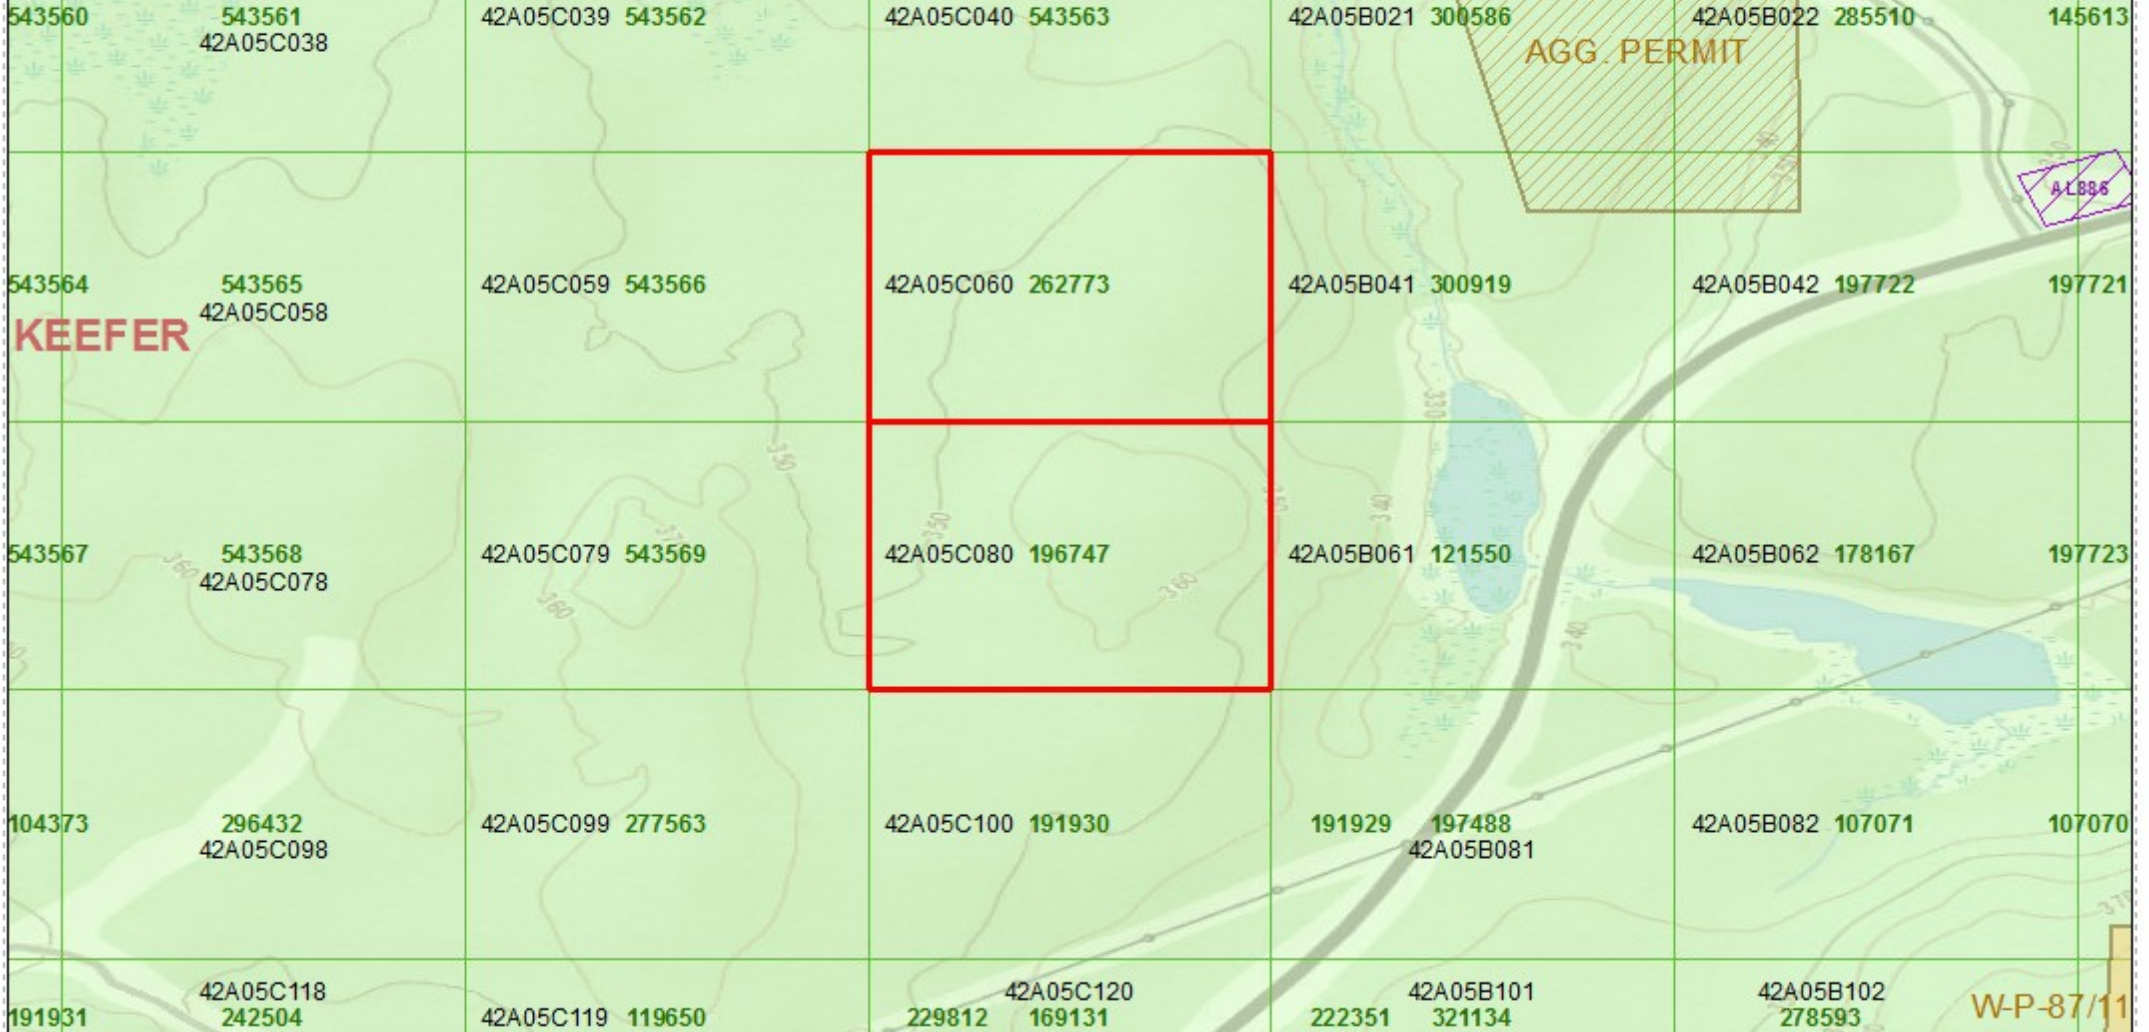 543560 543561 42A05C039 543562 42A05C040 543563 42A05B021 300586 42A05B022 285510 145613
42A05C038
AGG. PERMIT
AL886
543564 543565 42A05C059 543566 42A05C060 262773 42A05B041 300919 42A05B042 197722 197721
42A05C058
KEEFER
330
350
350
350
340
543567 543568 42A05C079 543569 42A05C080 196747 42A05B061 121550 42A05B062 178167 197723
42A05C078
360
360
360
340
104373 296432 42A05C099 277563 42A05C100 191930 191929 197488 42A05B082 107071 107070
42A05C098 42A05B081
370
42A05C118 42A05C120 42A05B101 42A05B102
W-P-87/11
191931 242504 42A05C119 119650 229812 169131 222351 321134 278593